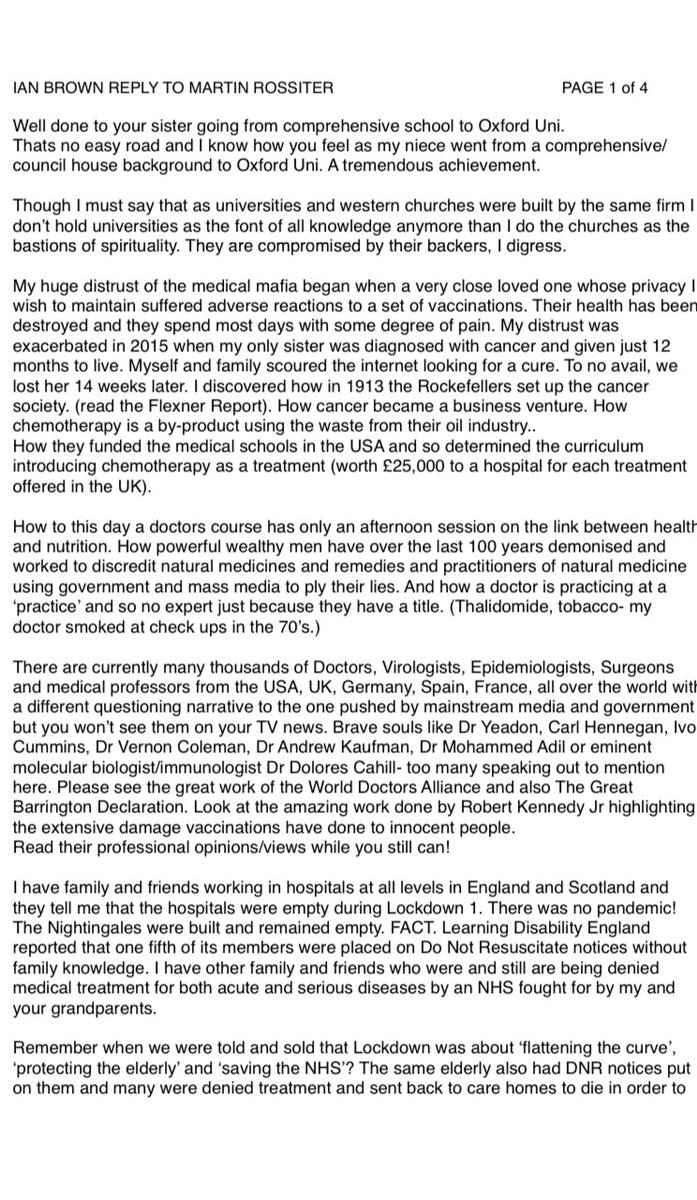 IAN BROWN REPLY TO MARTIN ROSSITER PAGE 1 of 4
Well done to your sister going from comprehensive school to Oxford Uni.
Thats no easy road and I know how you feel as my niece went from a comprehensive/
council house background to Oxford Uni. A tremendous achievement.
Though I must say that as universities and western churches were built by the same firm I
don't hold universities as the font of all knowledge anymore than I do the churches as the
bastions of spirituality. They are compromised by their backers, I digress.
My huge distrust of the medical mafia began when a very close loved one whose privacy I
wish to maintain suffered adverse reactions to a set of vaccinations. Their health has been
destroyed and they spend most days with some degree of pain. My distrust was
exacerbated in 2015 when my only sister was diagnosed with cancer and given just 12
months to live. Myself and family scoured the internet looking for a cure. To no avail, we
lost her 14 weeks later. I discovered how in 1913 the Rockefellers set up the cancer
society. (read the Flexner Report). How cancer became a business venture. How
chemotherapy is a by-product using the waste from their oil industry..
How they funded the medical schools in the USA and so determined the curriculum
introducing chemotherapy as a treatment (worth £25,000 to a hospital for each treatment
offered in the UK).
How to this day a doctors course has only an afternoon session on the link between health
and nutrition. How powerful wealthy men have over the last 100 years demonised and
worked to discredit natural medicines and remedies and practitioners of natural medicine
using government and mass media to ply their lies. And how a doctor is practicing at a
'practice' and so no expert just because they have a title. (Thalidomide, tobacco- my
doctor smoked at check ups in the 70's.)
There are currently many thousands of Doctors, Virologists, Epidemiologists, Surgeons
and medical professors from the USA, UK, Germany, Spain, France, all over the world with
a different questioning narrative to the one pushed by mainstream media and government
but you won't see them on your TV news. Brave souls like Dr Yeadon, Carl Hennegan, Ivo
Cummins, Dr Vernon Coleman, Dr Andrew Kaufman, Dr Mohammed Adil or eminent
molecular biologist/immunologist Dr Dolores Cahill- too many speaking out to mention
here. Please see the great work of the World Doctors Alliance and also The Great
Barrington Declaration. Look at the amazing work done by Robert Kennedy Jr highlighting
the extensive damage vaccinations have done to innocent people.
Read their professional opinions/views while you still can!
I have family and friends working in hospitals at all levels in England and Scotland and
they tell me that the hospitals were empty during Lockdown 1. There was no pandemic!
The Nightingales were built and remained empty. FACT. Learning Disability England
reported that one fifth of its members were placed on Do Not Resuscitate notices without
family knowledge. I have other family and friends who were and still are being denied
medical treatment for both acute and serious diseases by an NHS fought for by my and
your grandparents.
Remember when we were told and sold that Lockdown was about 'flattening the curve',
'protecting the elderly' and 'saving the NHS'? The same elderly also had DNR notices put
on them and many were denied treatment and sent back to care homes to die in order to